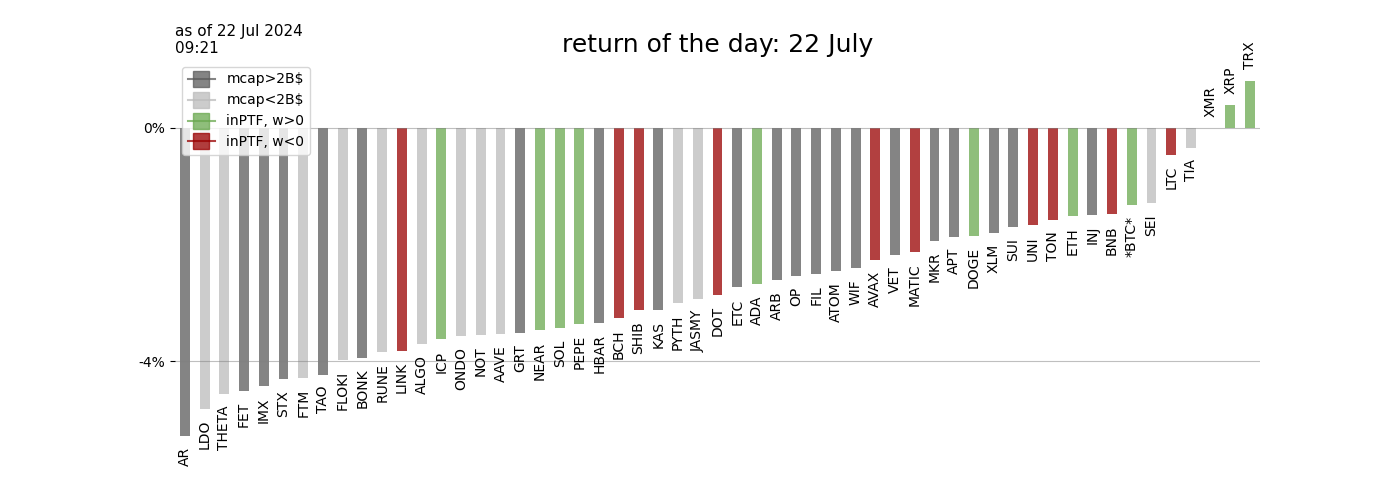 as of 22 Jul 2024
09:21
return of the day: 22 July
mcap>2B$
mcap<2B$
inPTF, w>0
inPTF, w<0
0%
-4%
AR
LDO
THETA
FET
IMX
STX
FTM
TAO
FLOKI
BONK
RUNE
LINK
ALGO
ICP
ONDO
NOT
AAVE
GRT
NEAR
SOL
PEPE
HBAR
BCH
SHIB
KAS
PYTH
JASMY
DOT
ETC
ADA
ARB
OP
FIL
ATOM
WIF
AVAX
VET
MATIC
MKR
APT
DOGE
XLM
SUI
UNI
TON
ETH
INJ
BNB
*BTC*
SEI
LTC
TIA
XMR
XRP
TRX